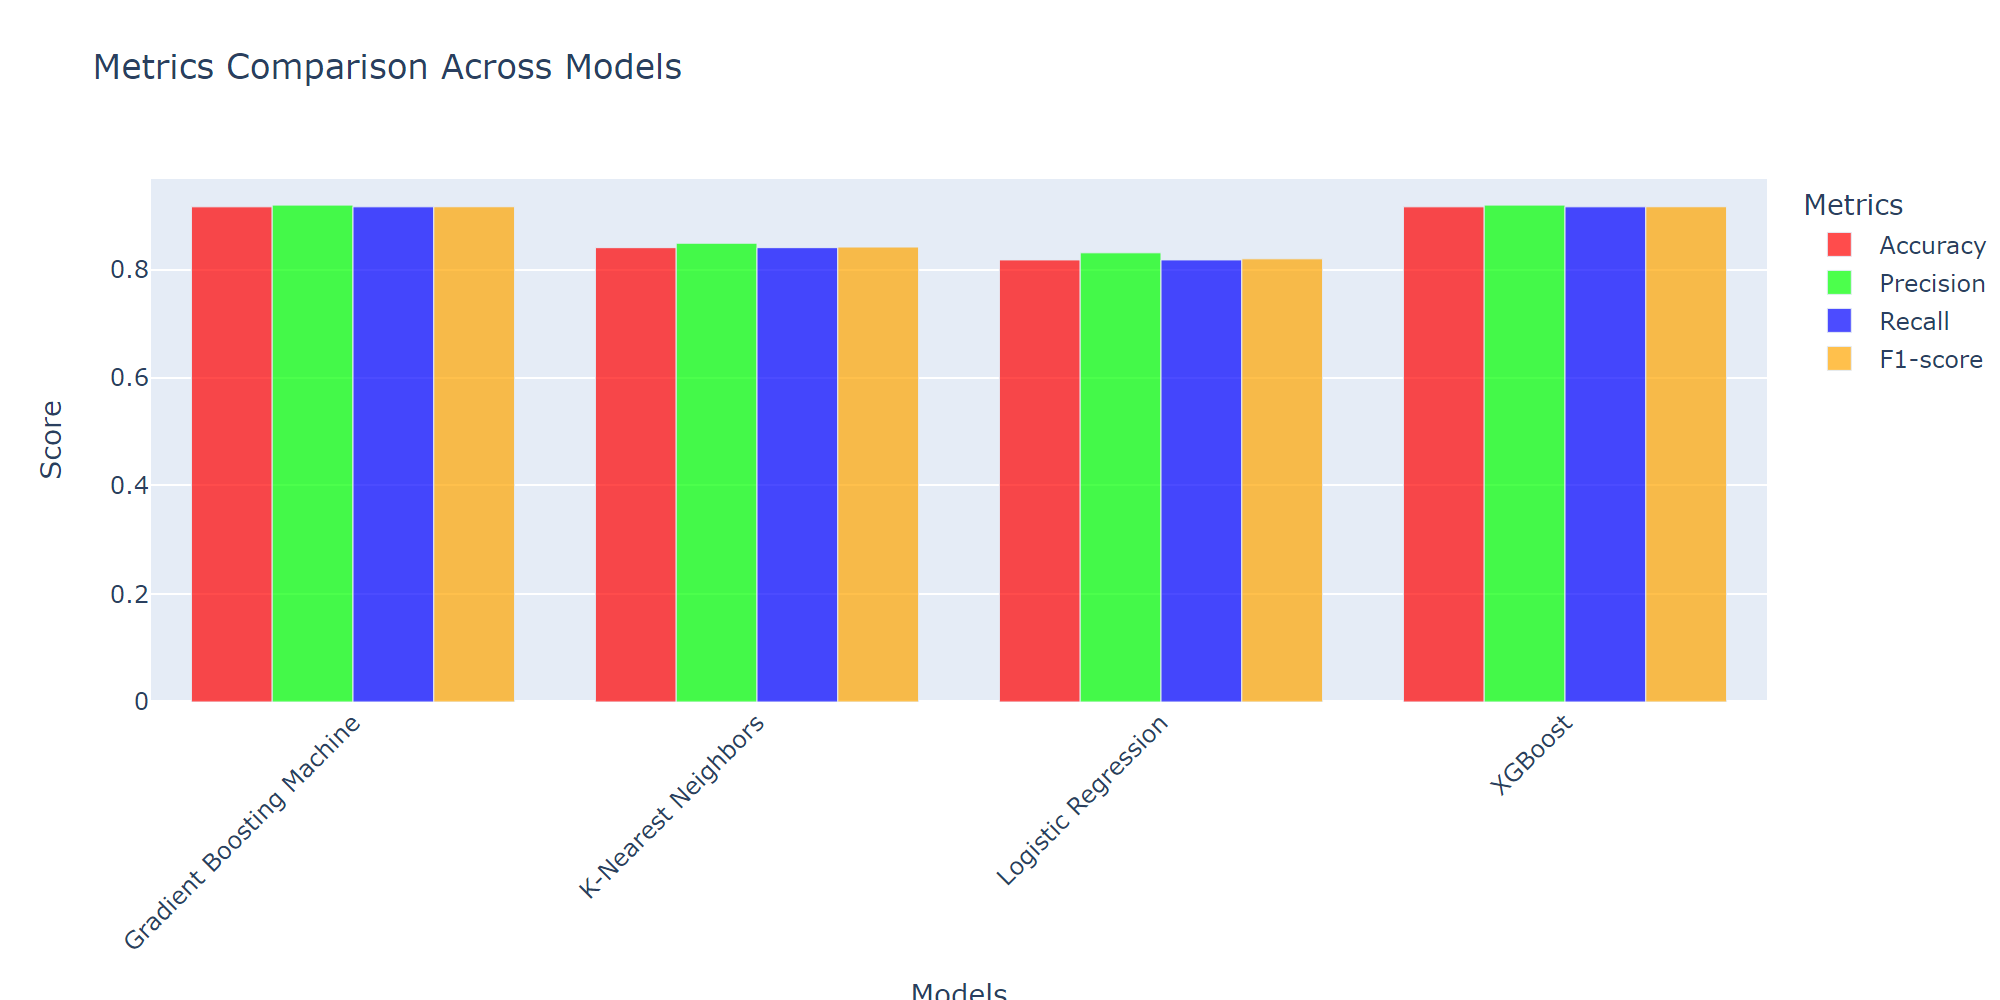 Metrics Comparison Across Models
Metrics
Accuracy
Precision
Recall
F1-score
Score
0.8
0.6
0.4
0.2
0
Gradient Boosting Machine
K-Nearest Neighbors
Logistic Regression
XGBoost
Models